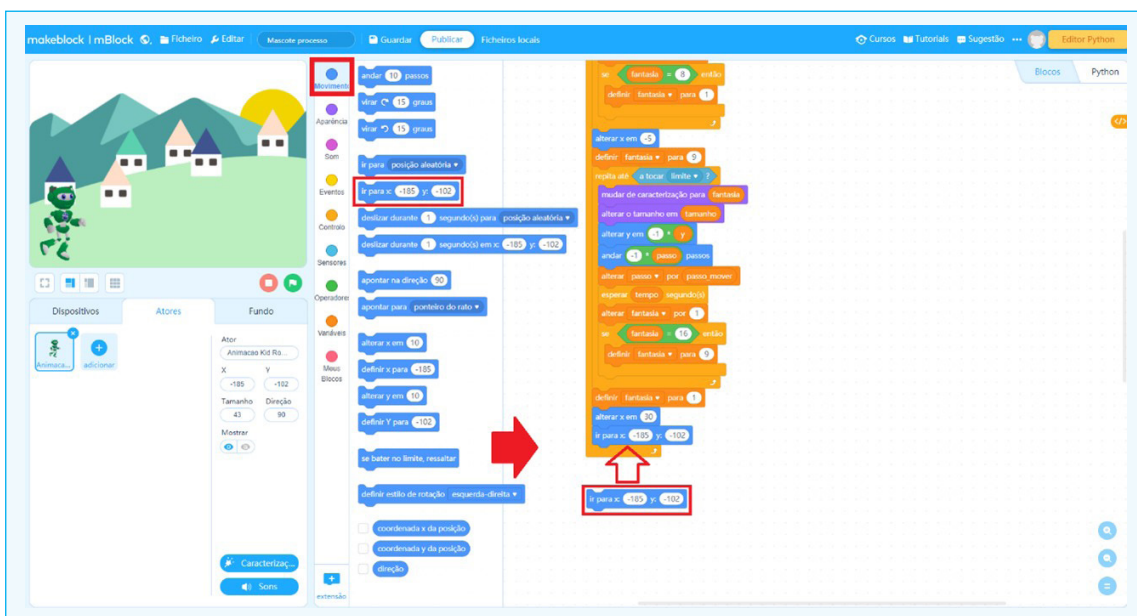 makeblock | mBlock Ficheiro Editar Mascote processo Guardar Publicar Ficheiros locais Cursos Tutoriais Sugestão Editor Python
Dispositivos Atores Fundo
Animaca... adicionar
Ator
Animacao Kid Ro...
X Y
-185 -102
Tamanho Direção
43 90
Mostrar
Caracterizaç...
Sons
Movimento
Aparência
Som
Eventos
Controlo
Sensores
Operadores
Variáveis
Meus
Blocos
extensão
andar 10 passos
virar 15 graus
virar 15 graus
ir para posição aleatória
ir para x: -185 y: -102
deslizar durante 1 segundo(s) para posição aleatória
deslizar durante 1 segundo(s) em x: -185 y: -102
apontar na direção 90
apontar para ponteiro do rato
alterar x em 10
definir x para -185
alterar y em 10
definir Y para -102
se bater no limite, ressaltar
definir estilo de rotação esquerda-direita
coordenada x da posição
coordenada y da posição
direção
se fantasia = 8 então
definir fantasia para 1
alterar x em -5
definir fantasia para 9
repita até a tocar limite ?
mudar de caracterização para fantasia
alterar o tamanho em tamanho
alterar y em -1 * y
andar -1 * passo passos
alterar passo por passo_mover
esperar tempo segundo(s)
alterar fantasia por 1
se fantasia = 16 então
definir fantasia para 9
definir fantasia para 1
alterar x em 30
ir para x: -185 y: -102
ir para x: -185 y: -102
Blocos Python